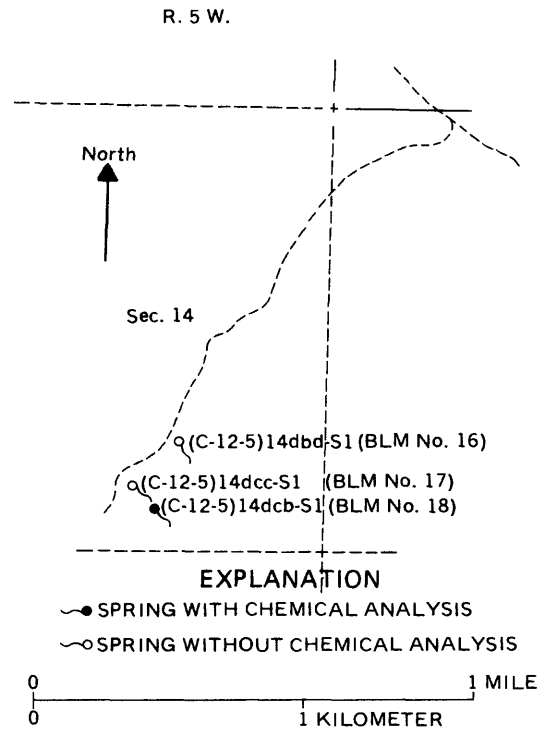 R. 5 W.
North
Sec. 14
(C-12-5)14dbd-S1 (BLM No. 16)
(C-12-5)14dcc-S1 (BLM No. 17)
(C-12-5)14dcb-S1 (BLM No. 18)
EXPLANATION
SPRING WITH CHEMICAL ANALYSIS
SPRING WITHOUT CHEMICAL ANALYSIS
0 1 MILE
0 1 KILOMETER